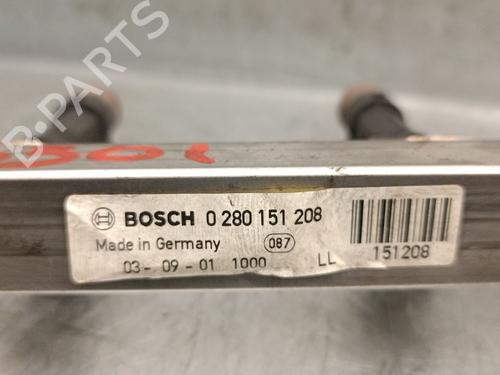 BOSCH 0 280 151 208
Made in Germany 087
03-09-01 1000 LL 151208
B-PARTS